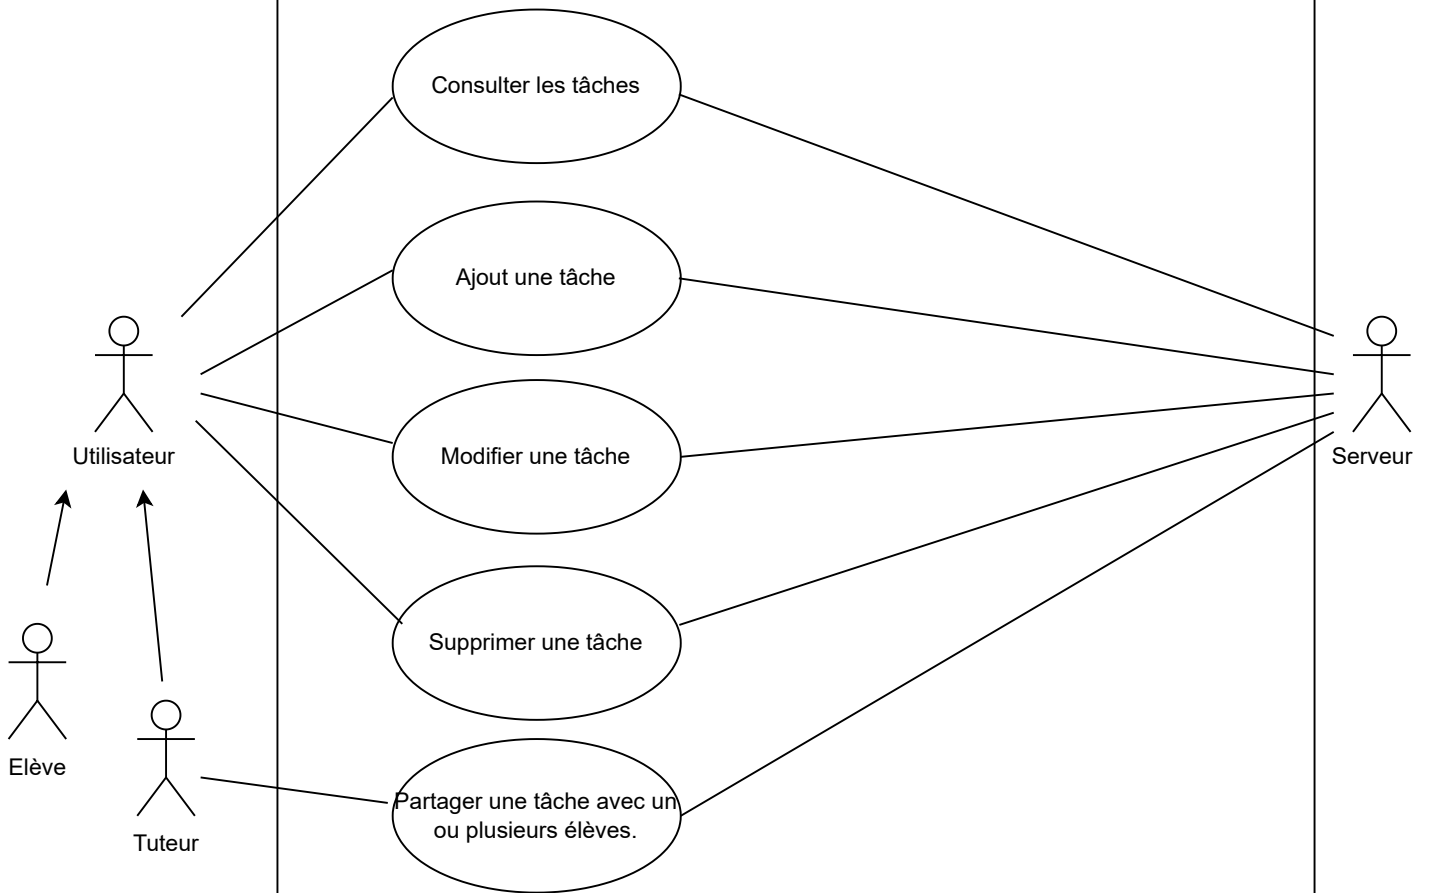 Consulter les tâches
Ajout une tâche
Utilisateur
Modifier une tâche
Serveur
Supprimer une tâche
Elève
Partager une tâche avec un
ou plusieurs élèves.
Tuteur